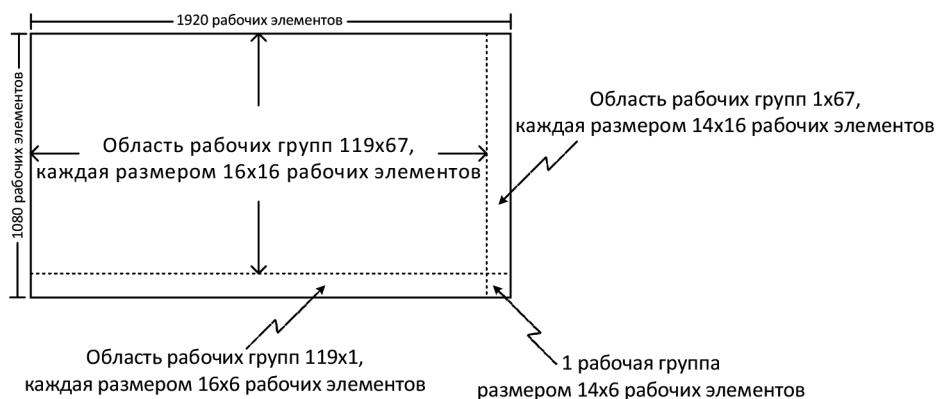 1920 рабочих элементов
1080 рабочих элементов
Область рабочих групп 119x67,
каждая размером 16x16 рабочих элементов
Область рабочих групп 1x67,
каждая размером 14x16 рабочих элементов
Область рабочих групп 119x1,
каждая размером 16x6 рабочих элементов
1 рабочая группа
размером 14x6 рабочих элементов